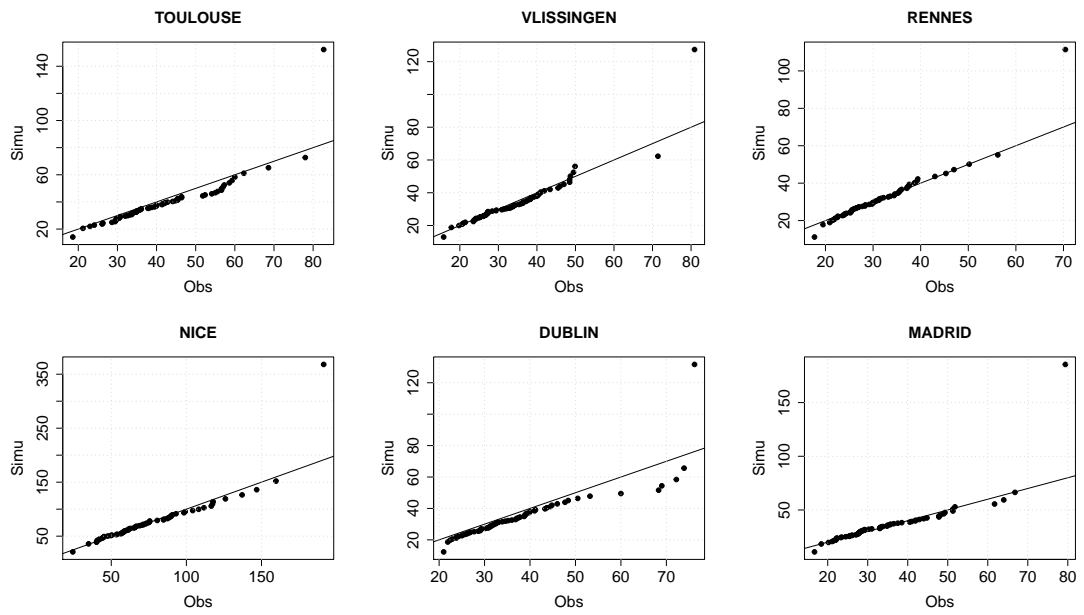 TOULOUSE
VLISSINGEN
RENNES
Simu
20 60 100 140
20 30 40 50 60 70 80
Obs
Simu
20 40 60 80 120
20 30 40 50 60 70 80
Obs
Simu
20 40 60 80 100
20 30 40 50 60 70
Obs
NICE
DUBLIN
MADRID
Simu
50 150 250 350
50 100 150
Obs
Simu
20 40 60 80 120
20 30 40 50 60 70
Obs
Simu
50 100 150
20 30 40 50 60 70 80
Obs